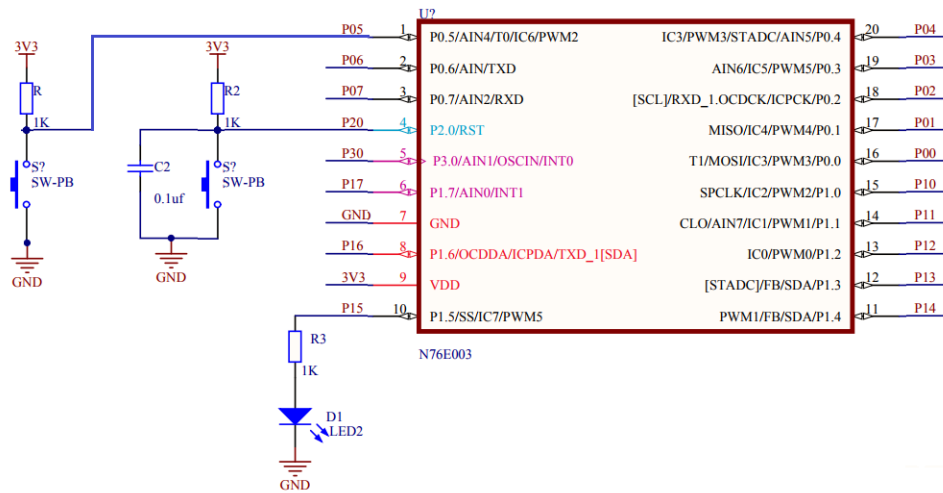 U?
P05 1 P0.5/AIN4/T0/IC6/PWM2 IC3/PWM3/STADC/AIN5/P0.4 20 P04
3V3 3V3
P06 2 P0.6/AIN/TXD AIN6/IC5/PWM5/P0.3 19 P03
R R2 P07 3 P0.7/AIN2/RXD [SCL]/RXD_1.OCDCK/ICPCK/P0.2 18 P02
1K 1K P20 4 P2.0/RST MISO/IC4/PWM4/P0.1 17 P01
P30 5 P3.0/AIN1/OSCIN/INT0 T1/MOSI/IC3/PWM3/P0.0 16 P00
S? C2 S?
SW-PB SW-PB
P17 6 P1.7/AIN0/INT1 SPCLK/IC2/PWM2/P1.0 15 P10
0.1uf
GND 7 GND CLO/AIN7/IC1/PWM1/P1.1 14 P11
P16 8 P1.6/OCDDA/ICPDA/TXD_1[SDA] IC0/PWM0/P1.2 13 P12
GND GND
3V3 9 VDD [STADC]/FB/SDA/P1.3 12 P13
P15 10 P1.5/SS/IC7/PWM5 PWM1/FB/SDA/P1.4 11 P14
R3
1K
N76E003
D1
LED2
GND